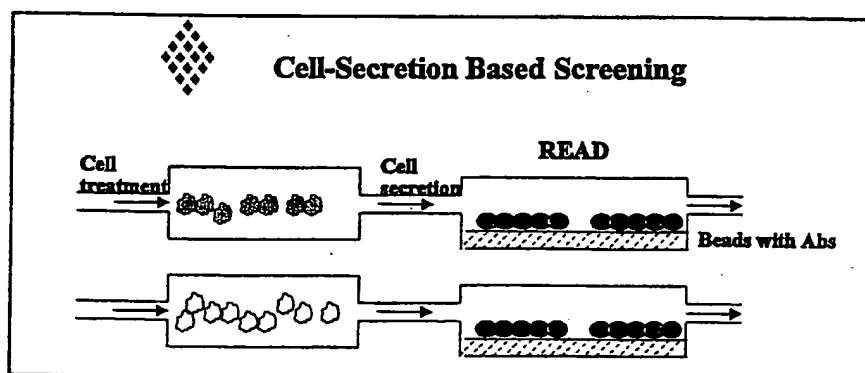 Cell-Secretion Based Screening
Cell
treatment
Cell
secretion
READ
Beads with Abs